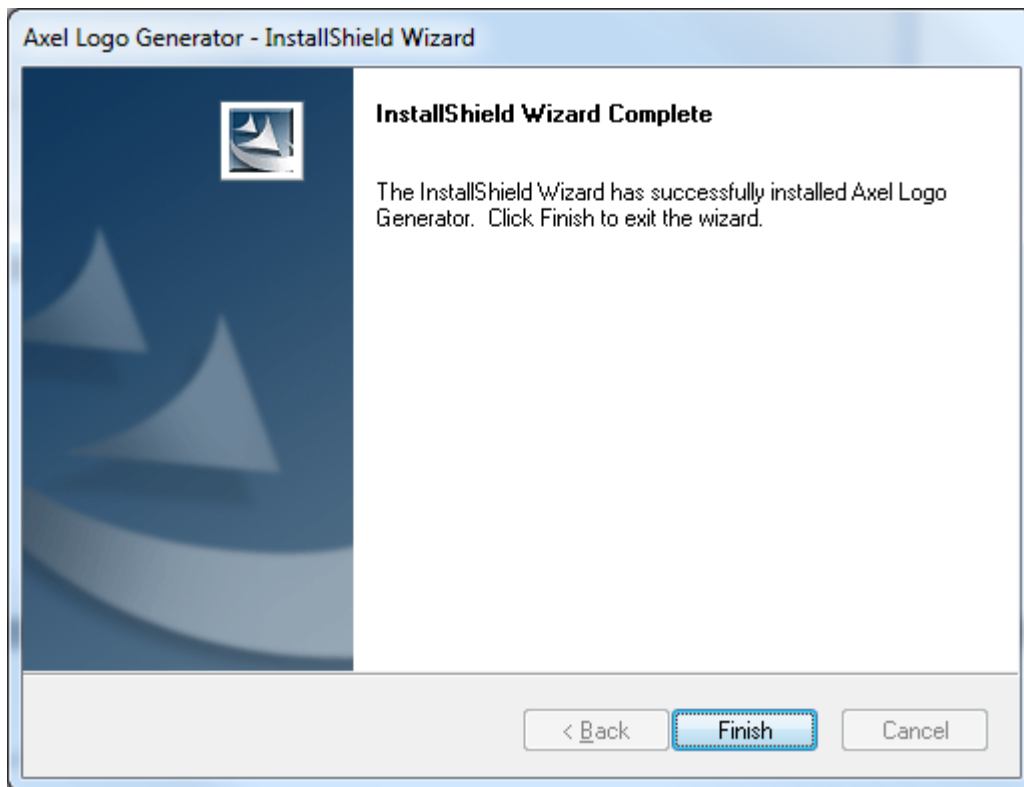 Axel Logo Generator - InstallShield Wizard
InstallShield Wizard Complete
The InstallShield Wizard has successfully installed Axel Logo
Generator.  Click Finish to exit the wizard.
< Back
Finish
Cancel